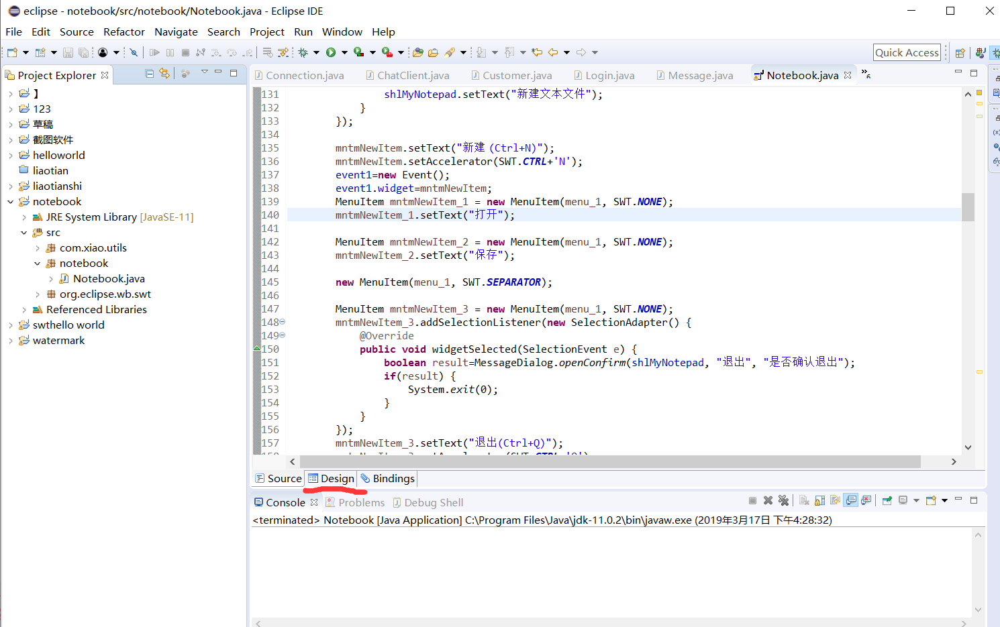 eclipse - notebook/src/notebook/Notebook.java - Eclipse IDE
File Edit Source Refactor Navigate Search Project Run Window Help
Quick Access
Project Explorer
】
123
草稿
截图软件
helloworld
liaotian
liaotianshi
notebook
JRE System Library [JavaSE-11]
src
com.xiao.utils
notebook
Notebook.java
org.eclipse.wb.swt
Referenced Libraries
swthello world
watermark
Connection.java ChatClient.java Customer.java Login.java Message.java Notebook.java »6
131 shlMyNotepad.setText("新建文本文件");
132 }
133 });
134
135 mntmNewItem.setText("新建 (Ctrl+N)");
136 mntmNewItem.setAccelerator(SWT.CTRL+'N');
137 event1=new Event();
138 event1.widget=mntmNewItem;
139 MenuItem mntmNewItem_1 = new MenuItem(menu_1, SWT.NONE);
140 mntmNewItem_1.setText("打开");
141
142 MenuItem mntmNewItem_2 = new MenuItem(menu_1, SWT.NONE);
143 mntmNewItem_2.setText("保存");
144
145 new MenuItem(menu_1, SWT.SEPARATOR);
146
147 MenuItem mntmNewItem_3 = new MenuItem(menu_1, SWT.NONE);
148 mntmNewItem_3.addSelectionListener(new SelectionAdapter() {
149 @Override
150 public void widgetSelected(SelectionEvent e) {
151 boolean result=MessageDialog.openConfirm(shlMyNotepad, "退出", "是否确认退出");
152 if(result) {
153 System.exit(0);
154 }
155 }
156 });
157 mntmNewItem_3.setText("退出(Ctrl+Q)");
Source Design Bindings
Console Problems Debug Shell
<terminated> Notebook [Java Application] C:\Program Files\Java\jdk-11.0.2\bin\javaw.exe (2019年3月17日 下午4:28:32)